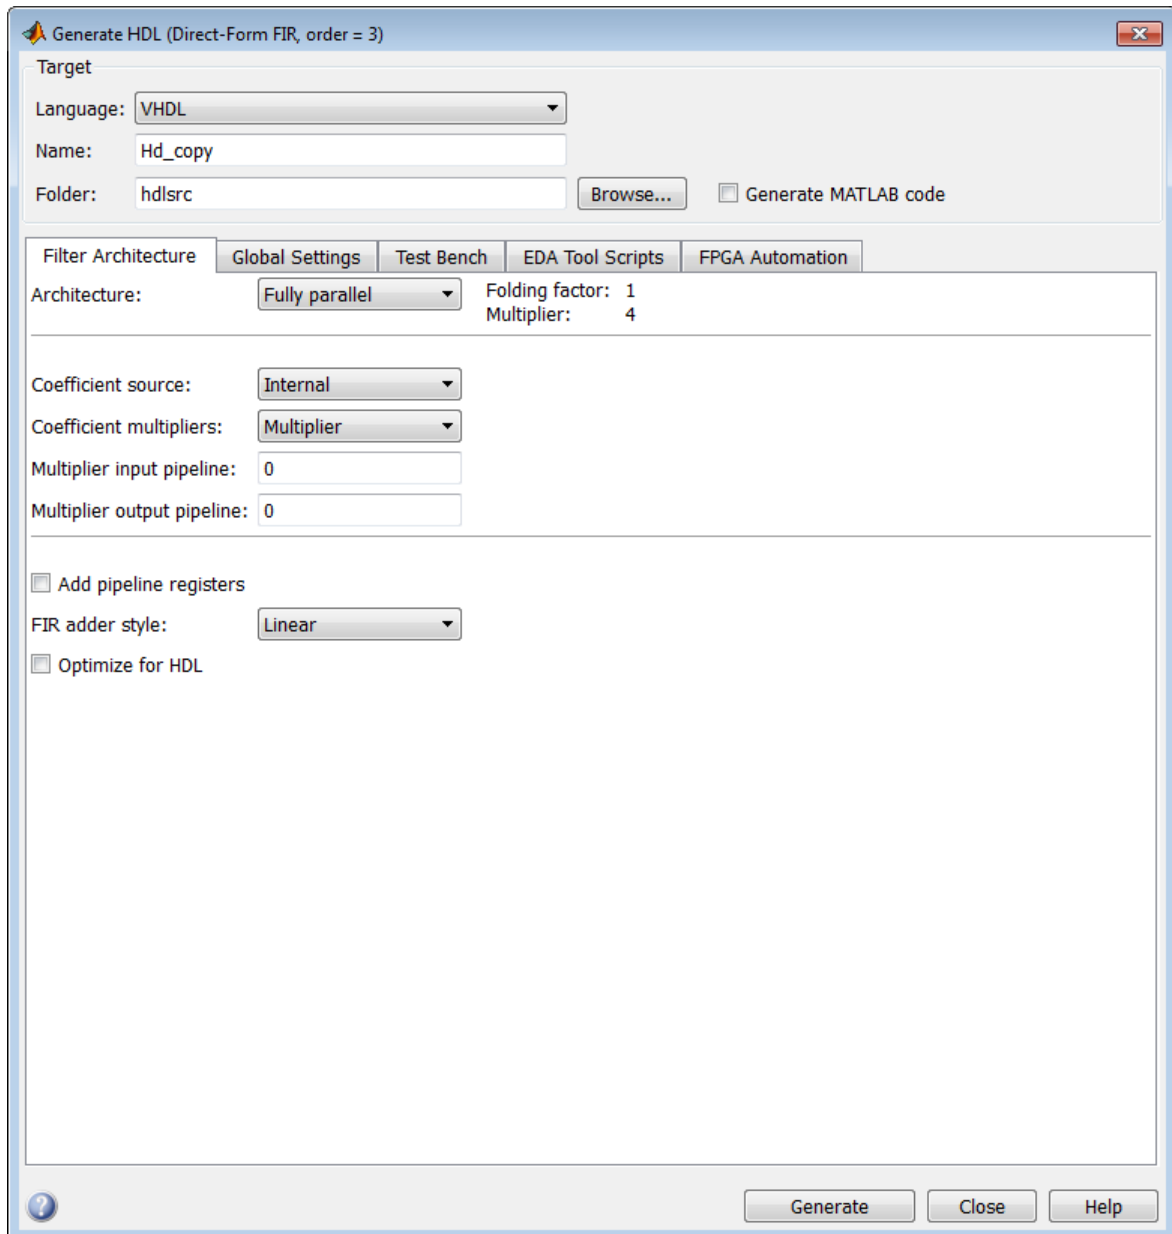 Generate HDL (Direct-Form FIR, order = 3)
Target
Language: VHDL
Name: Hd_copy
Folder: hdlsrc Browse... Generate MATLAB code
Filter Architecture Global Settings Test Bench EDA Tool Scripts FPGA Automation
Architecture: Fully parallel Folding factor: 1
Multiplier: 4
Coefficient source: Internal
Coefficient multipliers: Multiplier
Multiplier input pipeline: 0
Multiplier output pipeline: 0
Add pipeline registers
FIR adder style: Linear
Optimize for HDL
? Generate Close Help